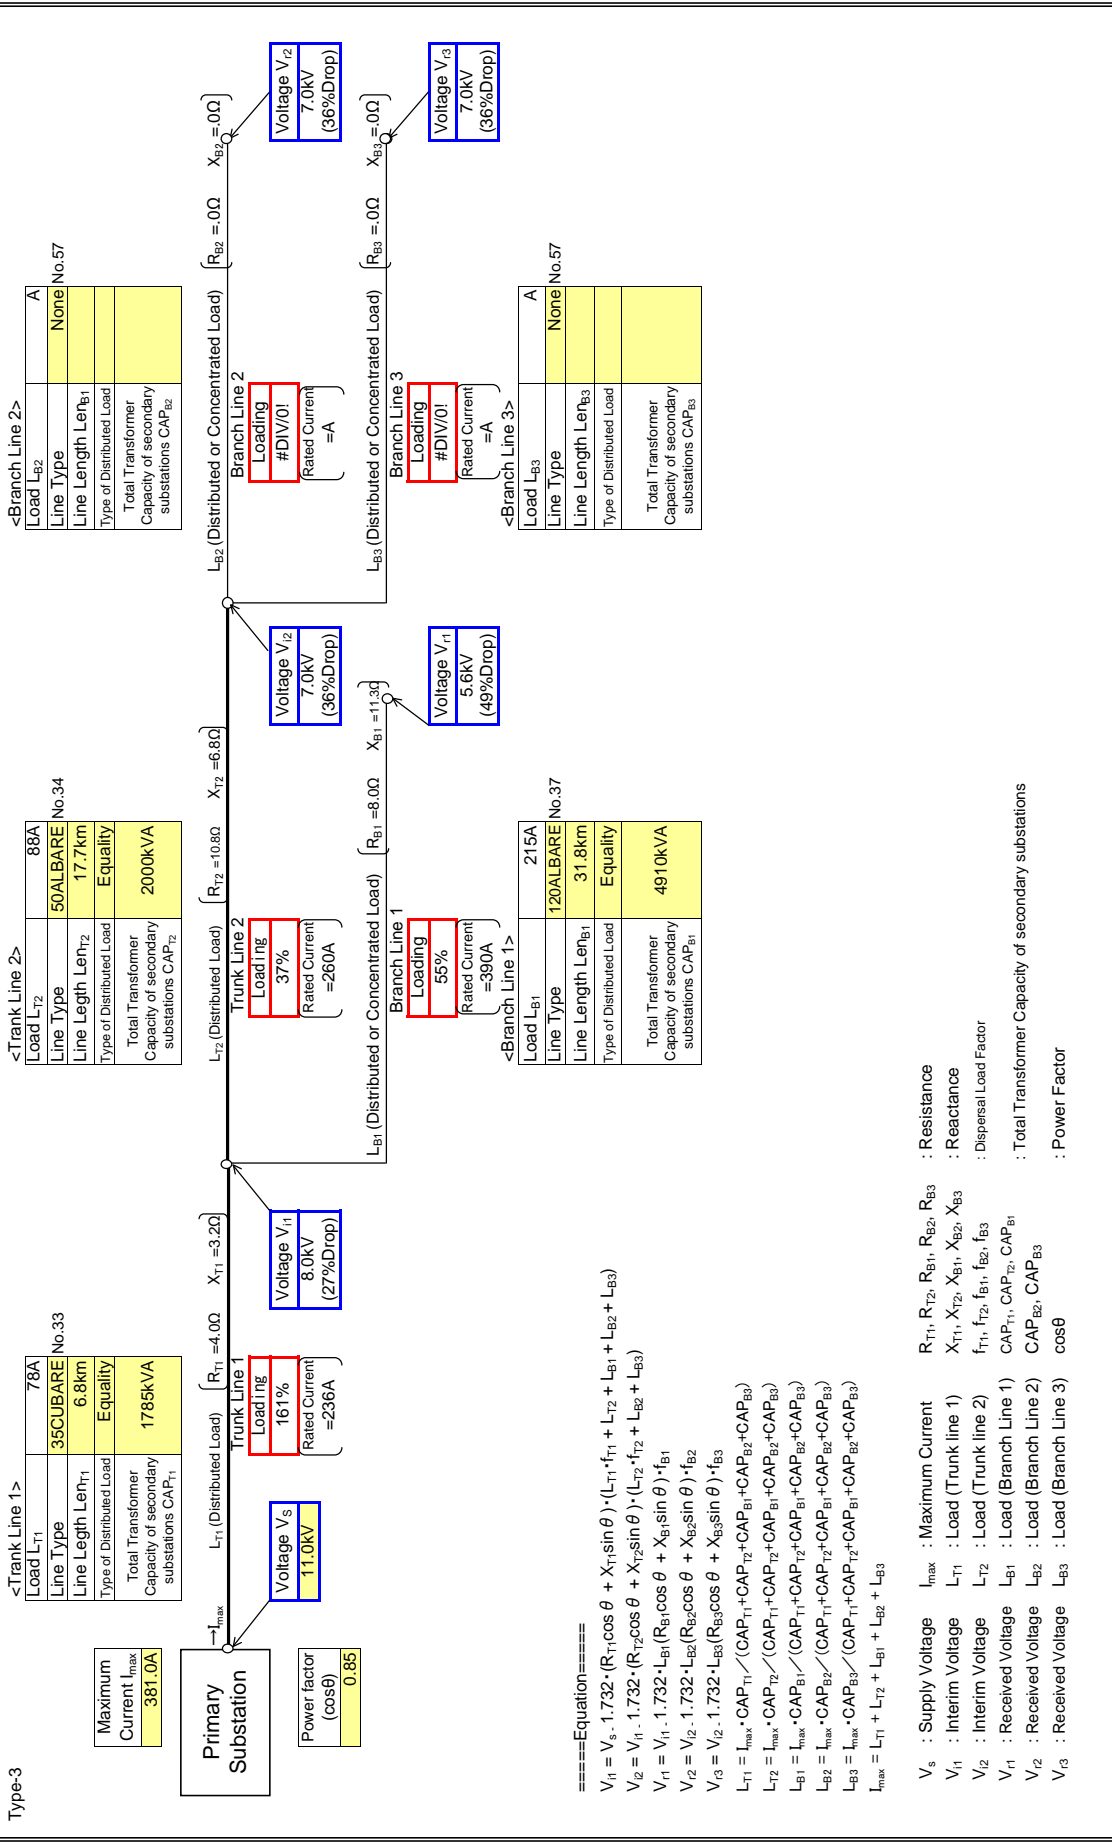 Type-3
Maximum
Current Imax
381.0A
Primary
Substation
Power factor
(cosθ)
0.85
→Imax
Voltage VS
11.0kV
<Trank Line 1>
Load LT1 78A
Line Type 35CUBARE No.33
Line Legth LenT1 6.8km
Type of Distributed Load Equality
Total Transformer
Capacity of secondary
substations CAPT1
1785kVA
LT1 (Distributed Load) RT1 =4.0Ω XT1 =3.2Ω
Trunk Line 1
Loading
161%
Rated Current
=236A
Voltage Vi1
8.0kV
(27%Drop)
<Trank Line 2>
Load LT2 88A
Line Type 50ALBARE No.34
Line Length LenT2 17.7km
Type of Distributed Load Equality
Total Transformer
Capacity of secondary
substations CAPT2
2000kVA
LT2 (Distributed Load) RT2 =10.8Ω XT2 =6.8Ω
Trunk Line 2
Loading
37%
Rated Current
=260A
Voltage Vi2
7.0kV
(36%Drop)
LB1 (Distributed or Concentrated Load) RB1 =8.0Ω XB1 =11.3Ω
Branch Line 1
Loading
55%
Rated Current
=390A
Voltage Vr1
5.6kV
(49%Drop)
<Branch Line 1>
Load LB1 215A
Line Type 120ALBARE No.37
Line Length LenB1 31.8km
Type of Distributed Load Equality
Total Transformer
Capacity of secondary
substations CAPB1
4910kVA
<Branch Line 2>
Load LB2 A
Line Type None No.57
Line Length LenB1
Type of Distributed Load
Total Transformer
Capacity of secondary
substations CAPB2
LB2 (Distributed or Concentrated Load) RB2 =.0Ω XB2 =.0Ω
Branch Line 2
Loading
#DIV/0!
Rated Current
=A
Voltage Vr2
7.0kV
(36%Drop)
LB3 (Distributed or Concentrated Load) RB3 =.0Ω XB3 =.0Ω
Branch Line 3
Loading
#DIV/0!
Rated Current
=A
Voltage Vr3
7.0kV
(36%Drop)
<Branch Line 3>
Load LB3 A
Line Type None No.57
Line Length LenB3
Type of Distributed Load
Total Transformer
Capacity of secondary
substations CAPB3
=====Equation=====
Vi1 = Vs - 1.732・(RT1cos θ + XT1sin θ)・(LT1・fT1 + LT2 + LB1 + LB2 + LB3)
Vi2 = Vi1 - 1.732・(RT2cos θ + XT2sin θ)・(LT2・fT2 + LB2 + LB3)
Vr1 = Vi1 - 1.732・LB1(RB1cos θ + XB1sin θ)・fB1
Vr2 = Vi2 - 1.732・LB2(RB2cos θ + XB2sin θ)・fB2
Vr3 = Vi2 - 1.732・LB3(RB3cos θ + XB3sin θ)・fB3
LT1 = Imax・CAPT1／(CAPT1+CAPT2+CAPB1+CAPB2+CAPB3)
LT2 = Imax・CAPT2／(CAPT1+CAPT2+CAPB1+CAPB2+CAPB3)
LB1 = Imax・CAPB1／(CAPT1+CAPT2+CAPB1+CAPB2+CAPB3)
LB2 = Imax・CAPB2／(CAPT1+CAPT2+CAPB1+CAPB2+CAPB3)
LB3 = Imax・CAPB3／(CAPT1+CAPT2+CAPB1+CAPB2+CAPB3)
Imax = LT1 + LT2 + LB1 + LB2 + LB3
Vs : Supply Voltage Imax : Maximum Current RT1, RT2, RB1, RB2, RB3 : Resistance
Vi1 : Interim Voltage LT1 : Load (Trunk line 1) XT1, XT2, XB1, XB2, XB3 : Reactance
Vi2 : Interim Voltage LT2 : Load (Trunk line 2) fT1, fT2, fB1, fB2, fB3 : Dispersal Load Factor
Vr1 : Received Voltage LB1 : Load (Branch Line 1) CAPT1, CAPT2, CAPB1
Vr2 : Received Voltage LB2 : Load (Branch Line 2) CAPB2, CAPB3 : Total Transformer Capacity of secondary substations
Vr3 : Received Voltage LB3 : Load (Branch Line 3) cosθ : Power Factor